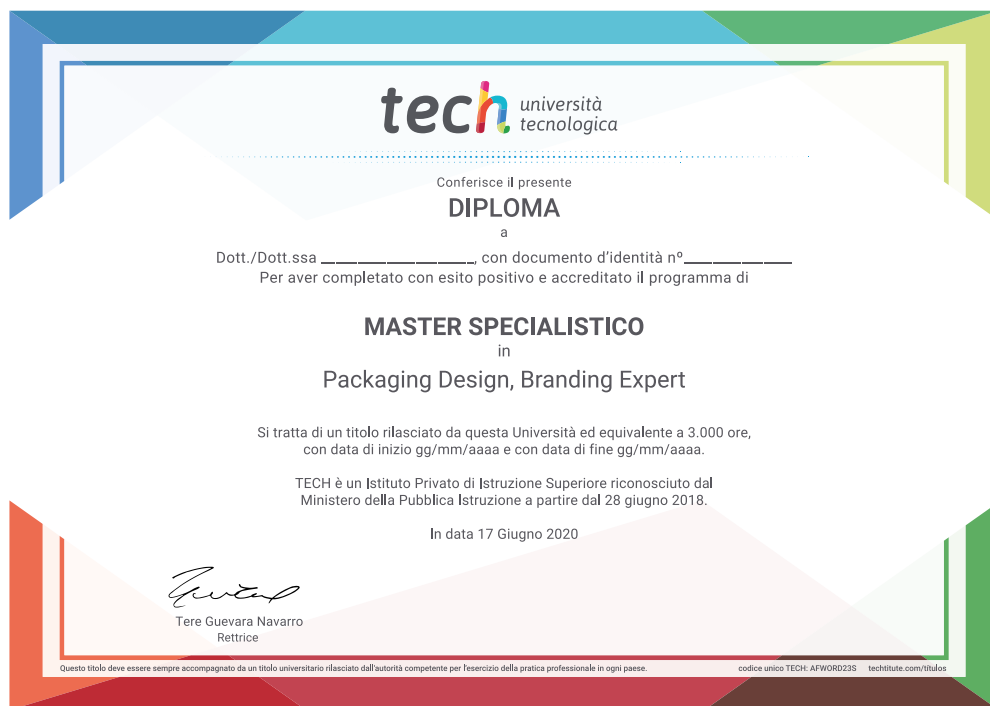 tech università
tecnologica
Conferisce il presente
DIPLOMA
a
Dott./Dott.ssa ____________________, con documento d'identità nº______________
Per aver completato con esito positivo e accreditato il programma di
MASTER SPECIALISTICO
in
Packaging Design, Branding Expert
Si tratta di un titolo rilasciato da questa Università ed equivalente a 3.000 ore,
con data di inizio gg/mm/aaaa e con data di fine gg/mm/aaaa.
TECH è un Istituto Privato di Istruzione Superiore riconosciuto dal
Ministero della Pubblica Istruzione a partire dal 28 giugno 2018.
In data 17 Giugno 2020
Tere Guevara Navarro
Rettrice
Questo titolo deve essere sempre accompagnato da un titolo universitario rilasciato dall'autorità competente per l'esercizio della pratica professionale in ogni paese. codice unico TECH: AFWORD23S techtitute.com/títulos